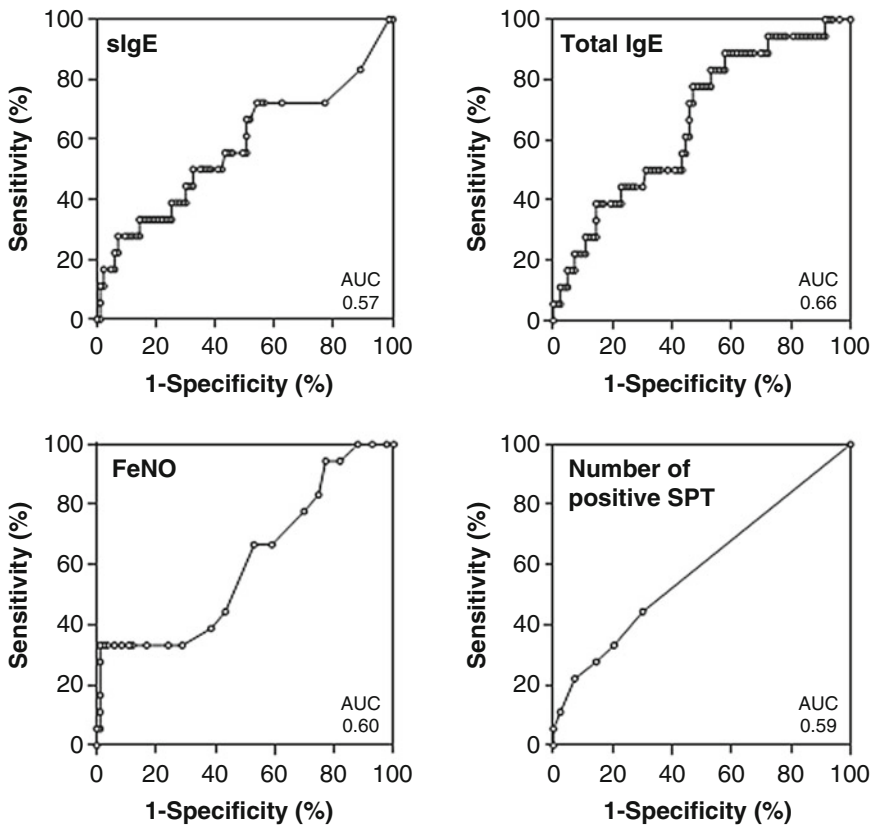 sIgE
Sensitivity (%)
100
80
60
40
20
0
AUC
0.57
0 20 40 60 80 100
1-Specificity (%)
Total IgE
Sensitivity (%)
100
80
60
40
20
0
AUC
0.66
0 20 40 60 80 100
1-Specificity (%)
FeNO
Sensitivity (%)
100
80
60
40
20
0
AUC
0.60
0 20 40 60 80 100
1-Specificity (%)
Number of
positive SPT
Sensitivity (%)
100
80
60
40
20
0
AUC
0.59
0 20 40 60 80 100
1-Specificity (%)